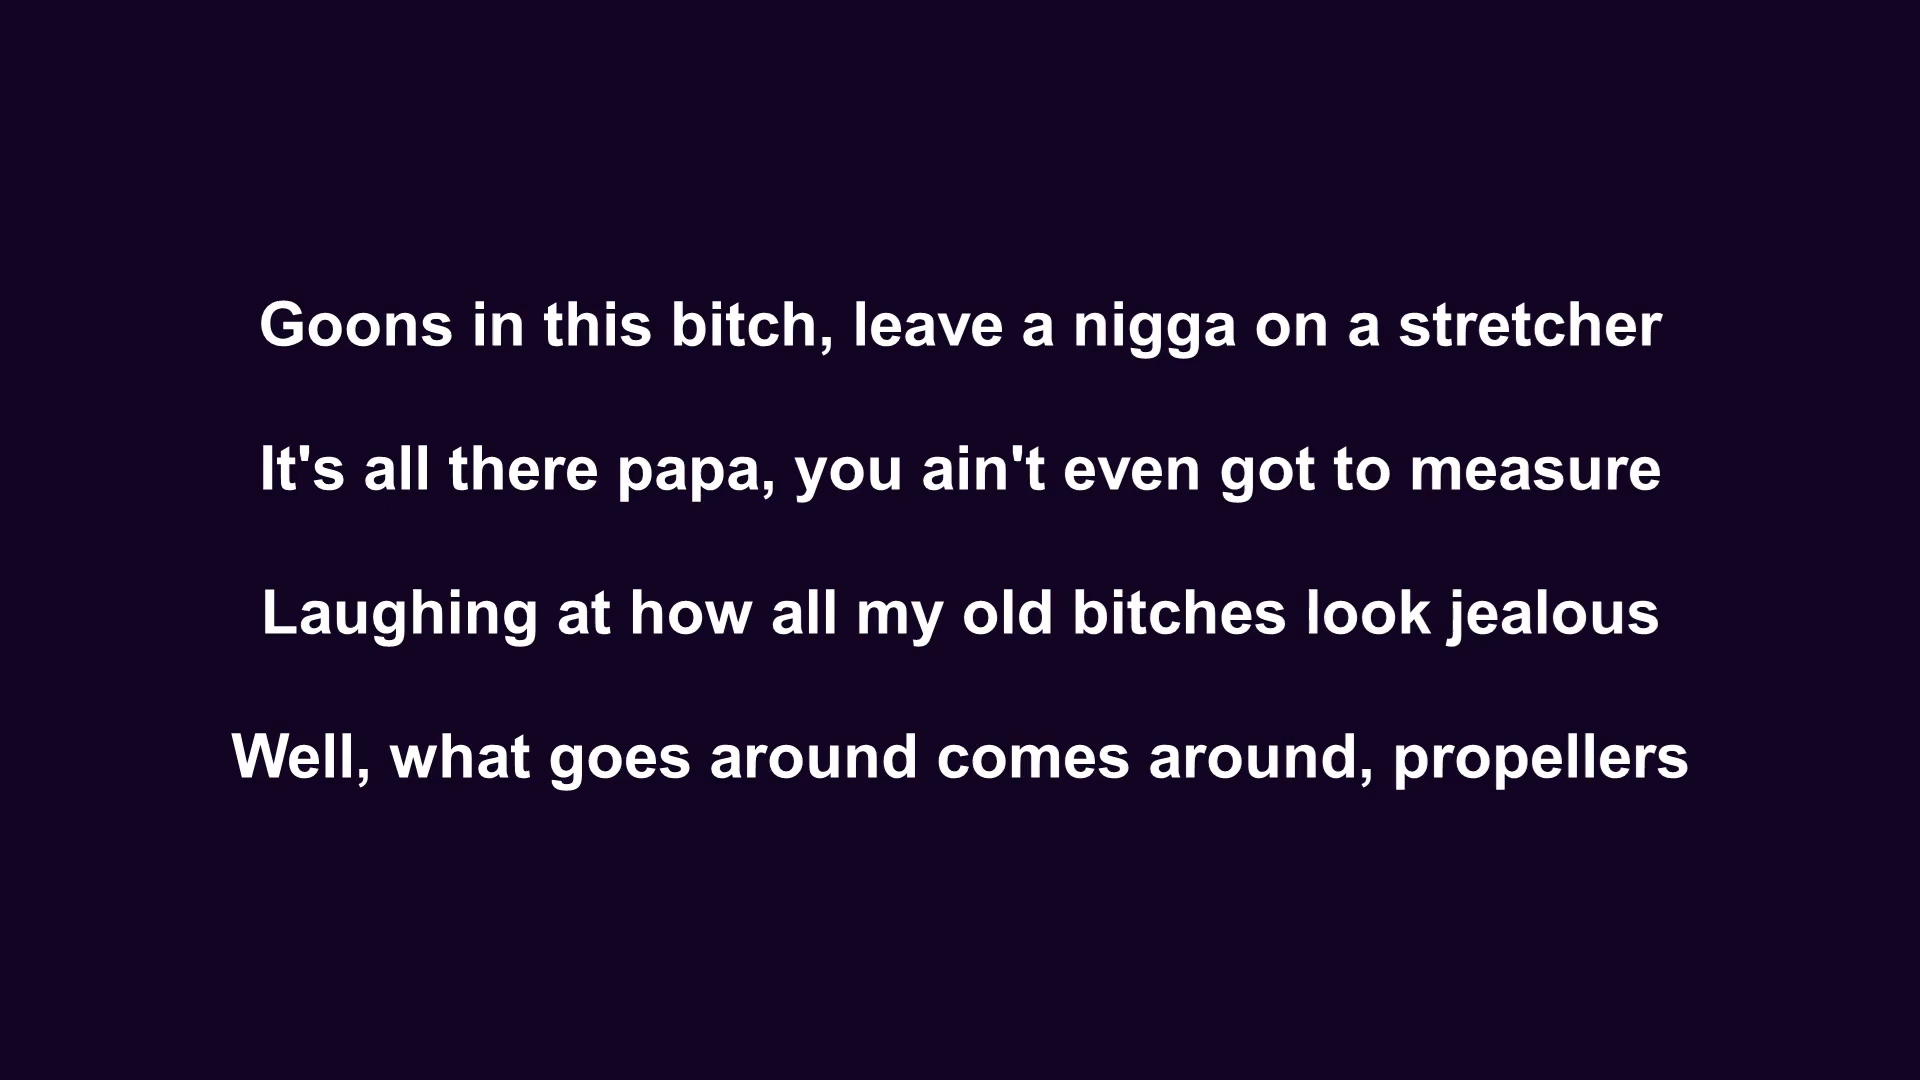 Goons in this bitch, leave a nigga on a stretcher
It's all there papa, you ain't even got to measure
Laughing at how all my old bitches look jealous
Well, what goes around comes around, propellers